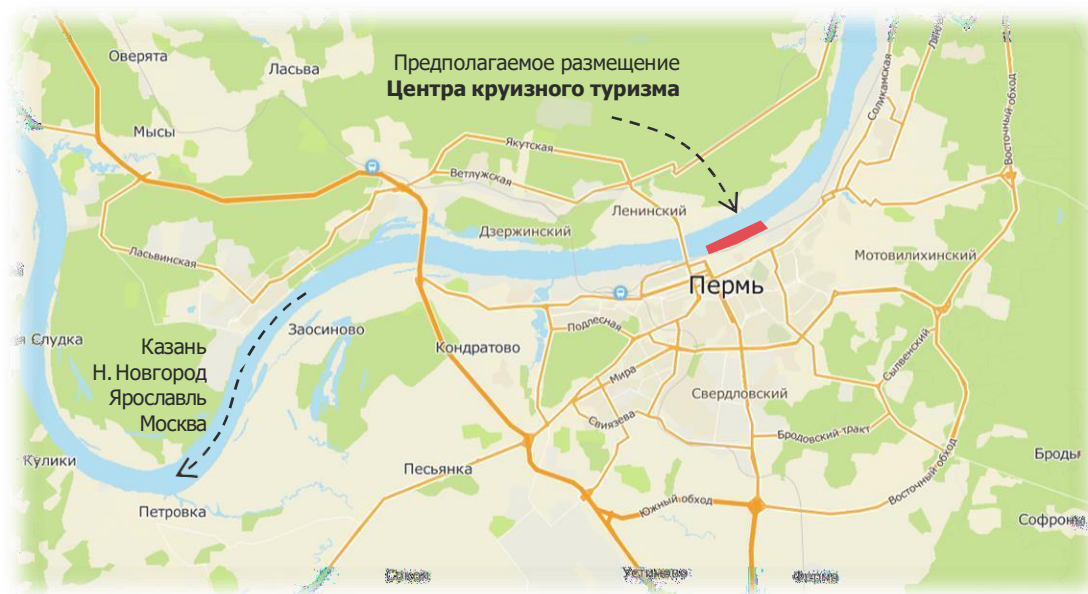 Оверята
Ласьва
Предполагаемое размещение
Центра круизного туризма
Соликамская
Восточный обход
Мысы
Якутская
Ветлужская
Ленинский
Дзержинский
Мотовилихинский
Ласьвинская
Пермь
Слудка
Заосиново
Подлесная
Казань
Н. Новгород
Ярославль
Москва
Кондратово
Сылвенский
Мира
Свердловский
Свиязева
Бродовский тракт
Кулики
Песьянка
Броды
Восточный обход
Южный обход
Петровка
Софроны